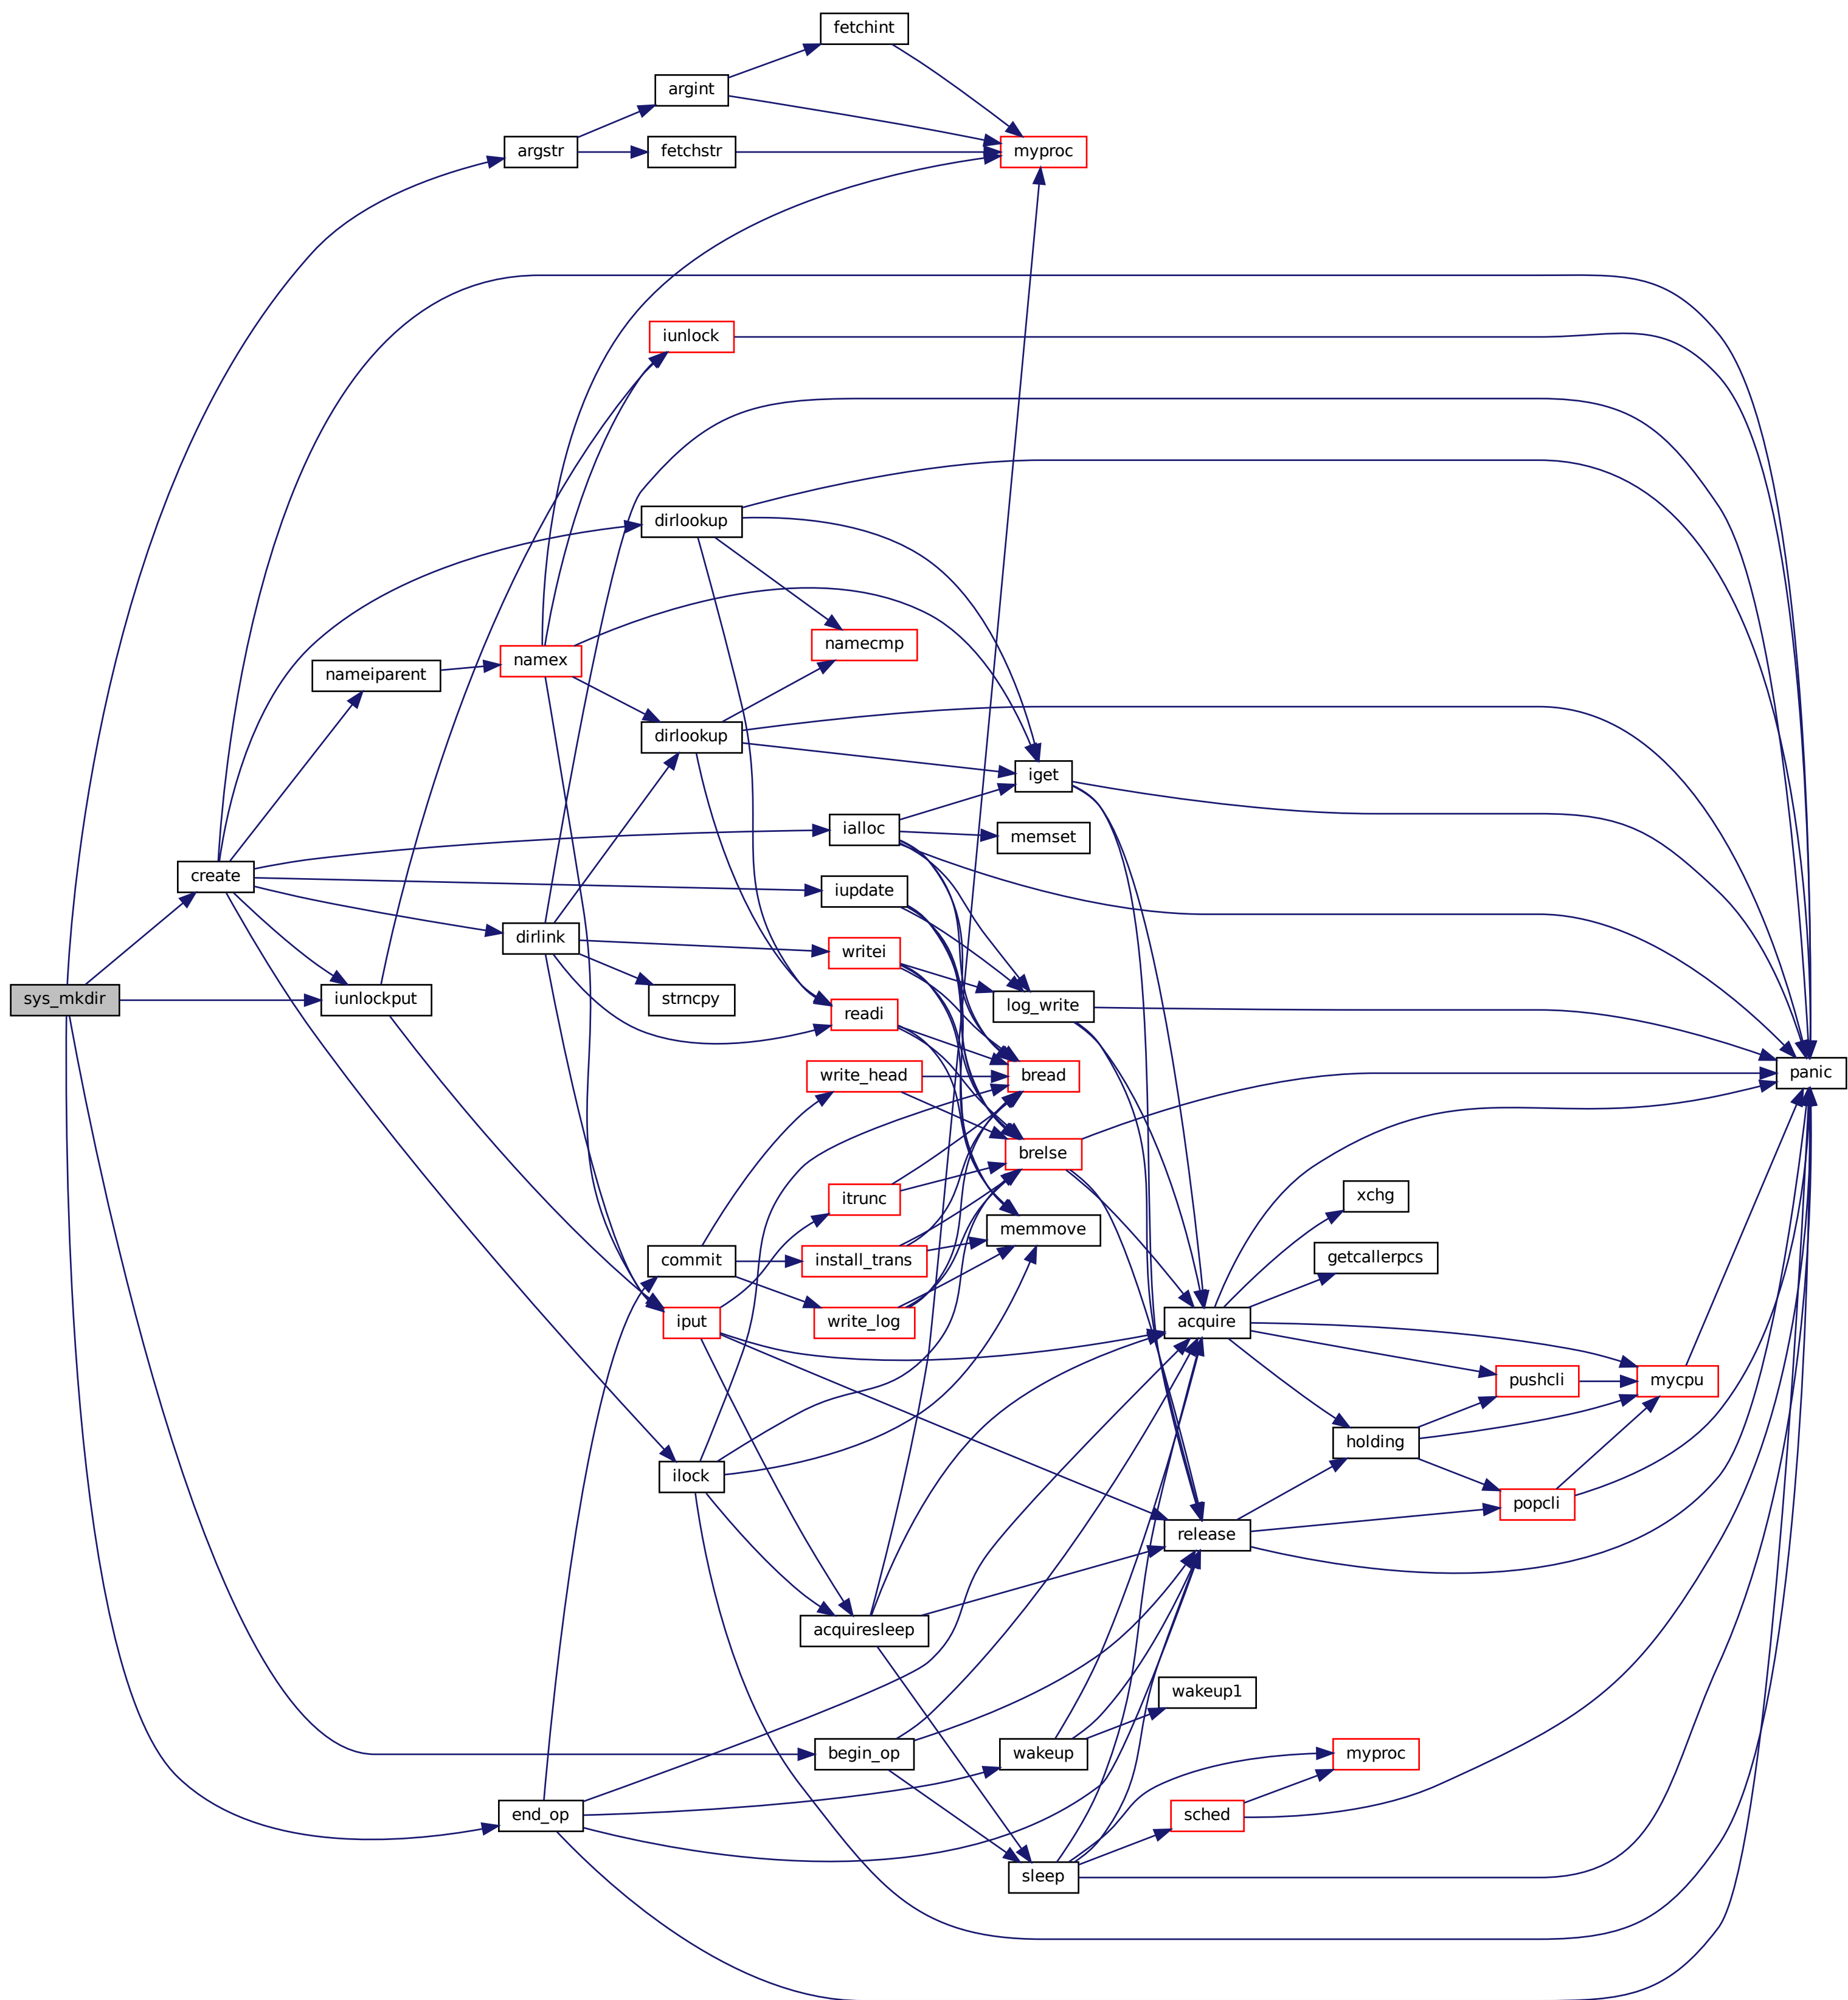 fetchint
argint
argstr
fetchstr
myproc
iunlock
dirlookup
namecmp
namex
nameiparent
dirlookup
iget
ialloc
memset
create
iupdate
dirlink
writei
sys_mkdir
iunlockput
strncpy
log_write
readi
write_head
bread
panic
brelse
itrunc
xchg
memmove
commit
install_trans
getcallerpcs
iput
write_log
acquire
pushcli
mycpu
holding
ilock
popcli
release
acquiresleep
wakeup1
begin_op
wakeup
myproc
end_op
sched
sleep